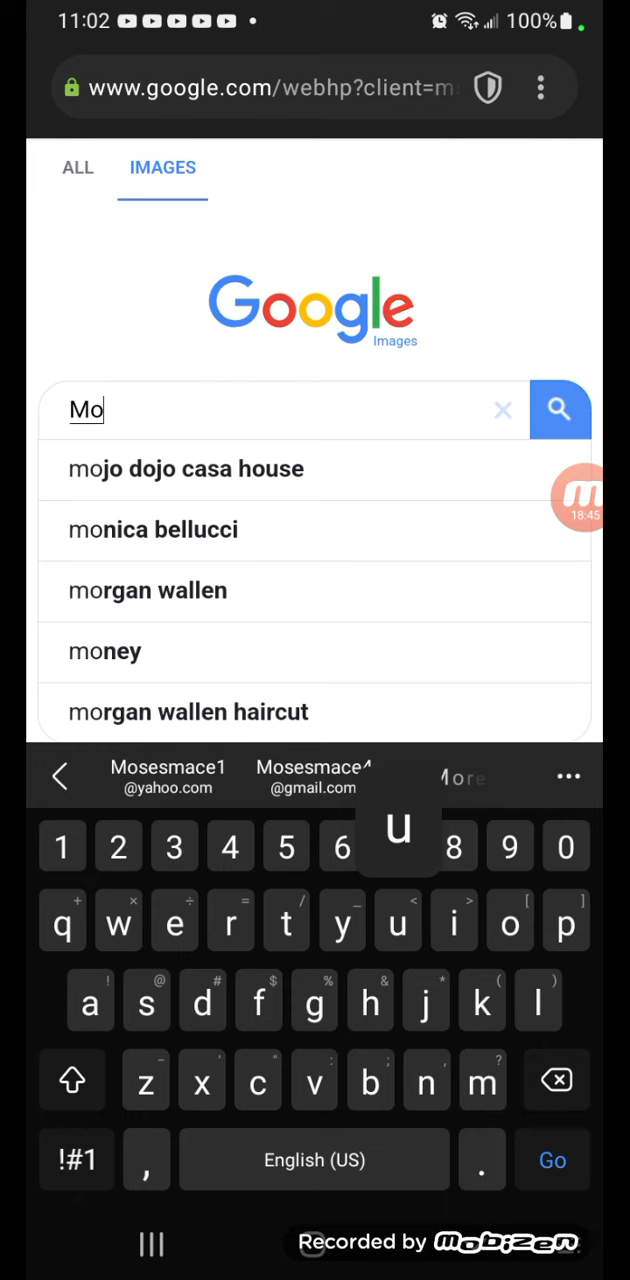 11:02
100%
www.google.com/webhp?client=m
ALL IMAGES
Google
Images
Mo
mojo dojo casa house
18:45
monica bellucci
morgan wallen
money
morgan wallen haircut
Mosesmace1 Mosesmace4 More
@yahoo.com @gmail.com
u
1 2 3 4 5 6 8 9 0
+ × ÷ = / _ < > [ ]
q w e r t y u i o p
! @ # $ % & * ( )
a s d f g h j k l
- ' " : ; , ?
z x c v b n m
!#1 , English (US) . Go
Recorded by mobizen